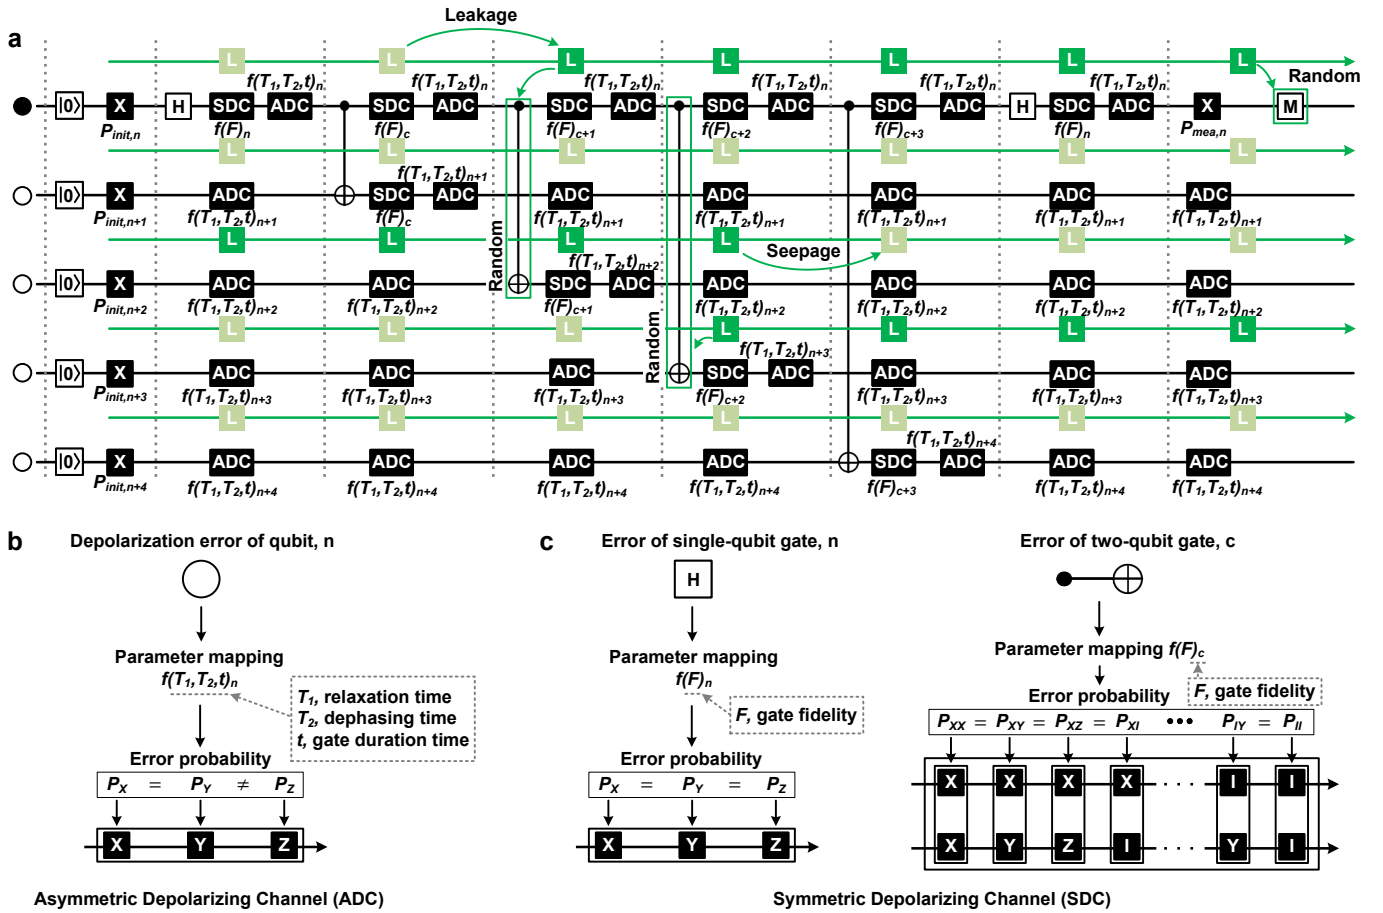 a
Leakage
L L L L L L L
Random
f(T1,T2,t)n f(T1,T2,t)n f(T1,T2,t)n f(T1,T2,t)n f(T1,T2,t)n f(T1,T2,t)n
|0⟩ X H SDC ADC SDC ADC SDC ADC SDC ADC SDC ADC H SDC ADC X M
Pinit,n f(F)n f(F)c f(F)c+1 f(F)c+2 f(F)c+3 f(F)n Pmea,n
L L L L L L L
f(T1,T2,t)n+1
|0⟩ X ADC SDC ADC ADC ADC ADC ADC ADC
Pinit,n+1 f(T1,T2,t)n+1 f(F)c f(T1,T2,t)n+1 f(T1,T2,t)n+1 f(T1,T2,t)n+1 f(T1,T2,t)n+1 f(T1,T2,t)n+1
L L L L L L L
Random
Seepage
f(T1,T2,t)n+2
|0⟩ X ADC ADC SDC ADC ADC ADC ADC ADC
Pinit,n+2 f(T1,T2,t)n+2 f(T1,T2,t)n+2 f(F)c+1 f(T1,T2,t)n+2 f(T1,T2,t)n+2 f(T1,T2,t)n+2 f(T1,T2,t)n+2
L L L L L L L
Random
f(T1,T2,t)n+3
|0⟩ X ADC ADC ADC SDC ADC ADC ADC ADC
Pinit,n+3 f(T1,T2,t)n+3 f(T1,T2,t)n+3 f(T1,T2,t)n+3 f(F)c+2 f(T1,T2,t)n+3 f(T1,T2,t)n+3 f(T1,T2,t)n+3
L L L L L L L
f(T1,T2,t)n+4
|0⟩ X ADC ADC ADC ADC SDC ADC ADC ADC
Pinit,n+4 f(T1,T2,t)n+4 f(T1,T2,t)n+4 f(T1,T2,t)n+4 f(T1,T2,t)n+4 f(F)c+3 f(T1,T2,t)n+4 f(T1,T2,t)n+4
b
Depolarization error of qubit, n
Parameter mapping
f(T1,T2,t)n
T1, relaxation time
T2, dephasing time
t, gate duration time
Error probability
PX = PY ≠ PZ
X Y Z
Asymmetric Depolarizing Channel (ADC)
c
Error of single-qubit gate, n
H
Parameter mapping
f(F)n
F, gate fidelity
Error probability
PX = PY = PZ
X Y Z
Error of two-qubit gate, c
Parameter mapping f(F)c
Error probability
F, gate fidelity
PXX = PXY = PXZ = PXI ••• PIY = PII
X X X X · · · · I I
X Y Z I · · · · Y I
Symmetric Depolarizing Channel (SDC)